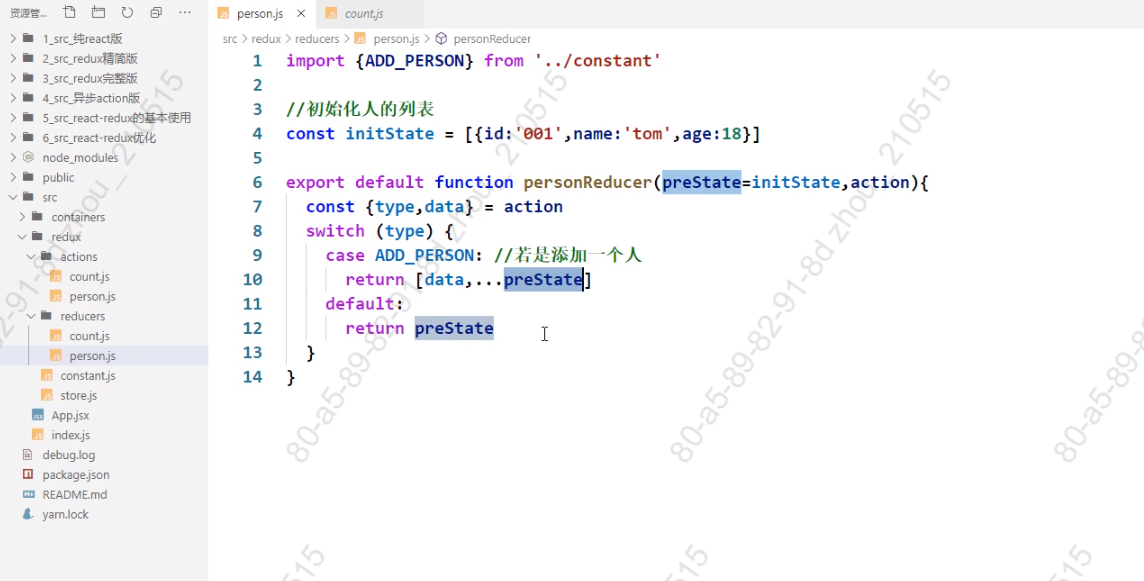 资源管...
person.js
count.js
src > redux > reducers > person.js > personReducer
1_src_纯react版
2_src_redux精简版
3_src_redux完整版
4_src_异步action版
5_src_react-redux的基本使用
6_src_react-redux优化
node_modules
public
src
containers
redux
actions
count.js
person.js
reducers
count.js
person.js
constant.js
store.js
App.jsx
index.js
debug.log
package.json
README.md
yarn.lock
1 import {ADD_PERSON} from '../constant'
2
3 //初始化人的列表
4 const initState = [{id:'001',name:'tom',age:18}]
5
6 export default function personReducer(preState=initState,action){
7 const {type,data} = action
8 switch (type) {
9 case ADD_PERSON: //若是添加一个人
10 return [data,...preState]
11 default:
12 return preState
13 }
14 }
80-a5-89-82-91-8d zhou_ 210515
80-a5-89-82-91-8d zhou_ 210515